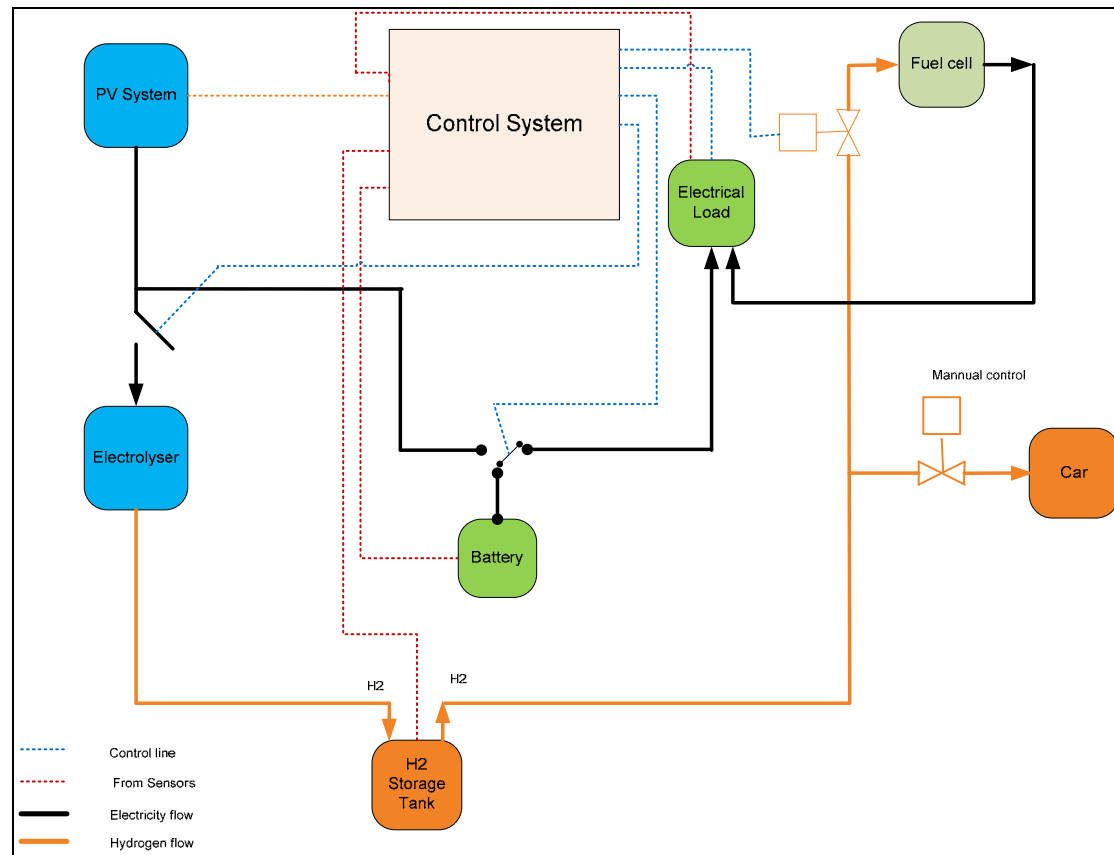 Fuel cell
PV System
Control System
Electrical
Load
Mannual control
Electrolyser
Car
Battery
H2
H2
H2
Storage
Tank
Control line
From Sensors
Electricity flow
Hydrogen flow